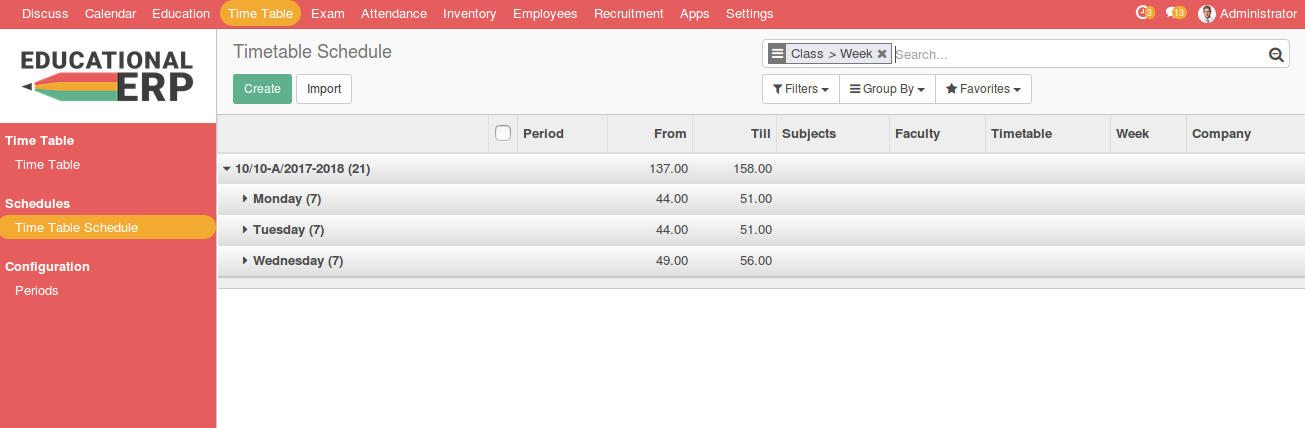 Discuss Calendar Education Time Table Exam Attendance Inventory Employees Recruitment Apps Settings 3 13 Administrator
EDUCATIONAL
ERP
Time Table
Time Table
Schedules
Time Table Schedule
Configuration
Periods
Timetable Schedule
Class > Week Search...
Create Import
Filters Group By Favorites
Period From Till Subjects Faculty Timetable Week Company
10/10-A/2017-2018 (21) 137.00 158.00
Monday (7) 44.00 51.00
Tuesday (7) 44.00 51.00
Wednesday (7) 49.00 56.00